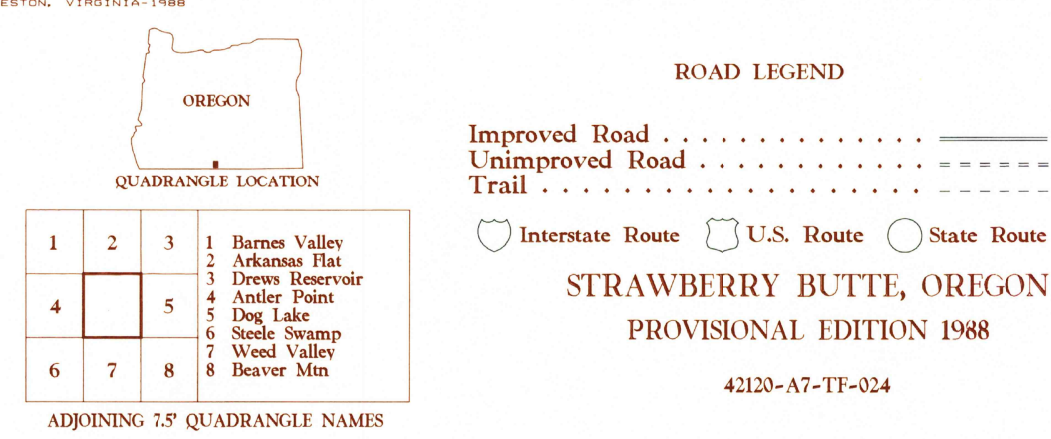 ESTON, VIRGINIA-1988
OREGON
QUADRANGLE LOCATION
1 2 3
4 5
6 7 8
1 Barnes Valley
2 Arkansas Flat
3 Drews Reservoir
4 Antler Point
5 Dog Lake
6 Steele Swamp
7 Weed Valley
8 Beaver Mtn
ADJOINING 7.5' QUADRANGLE NAMES
ROAD LEGEND
Improved Road . . . . . . . . . . . . . .
Unimproved Road . . . . . . . . . . . .
Trail . . . . . . . . . . . . . . . . . . . .
Interstate Route U.S. Route State Route
STRAWBERRY BUTTE, OREGON
PROVISIONAL EDITION 1988
42120-A7-TF-024